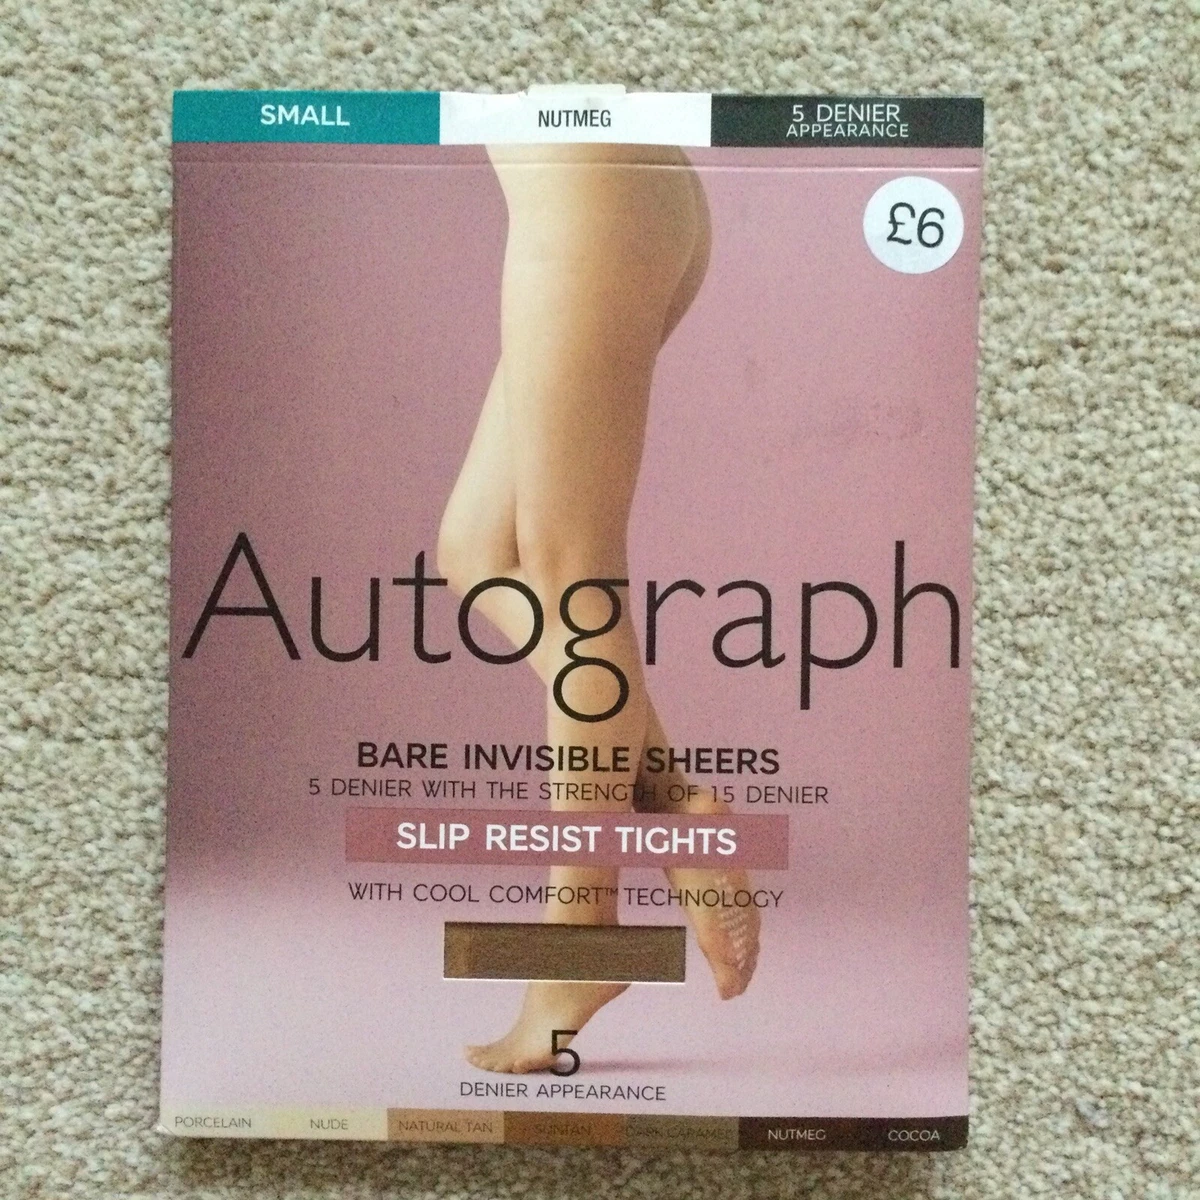 SMALL
NUTMEG
5 DENIER
APPEARANCE
£6
Autograph
BARE INVISIBLE SHEERS
5 DENIER WITH THE STRENGTH OF 15 DENIER
SLIP RESIST TIGHTS
WITH COOL COMFORT™ TECHNOLOGY
5
DENIER APPEARANCE
PORCELAIN NUDE NATURAL TAN SUNTAN CARAMEL NUTMEG COCOA